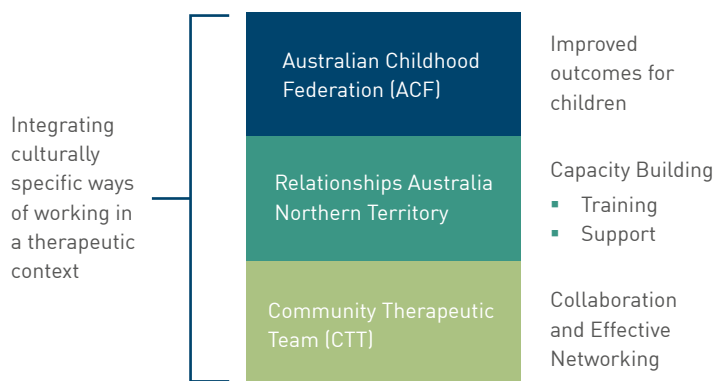 Integrating
culturally
specific ways
of working in
a therapeutic
context
Australian Childhood
Federation (ACF)
Improved
outcomes for
children
Relationships Australia
Northern Territory
Capacity Building
▪ Training
▪ Support
Community Therapeutic
Team (CTT)
Collaboration
and Effective
Networking